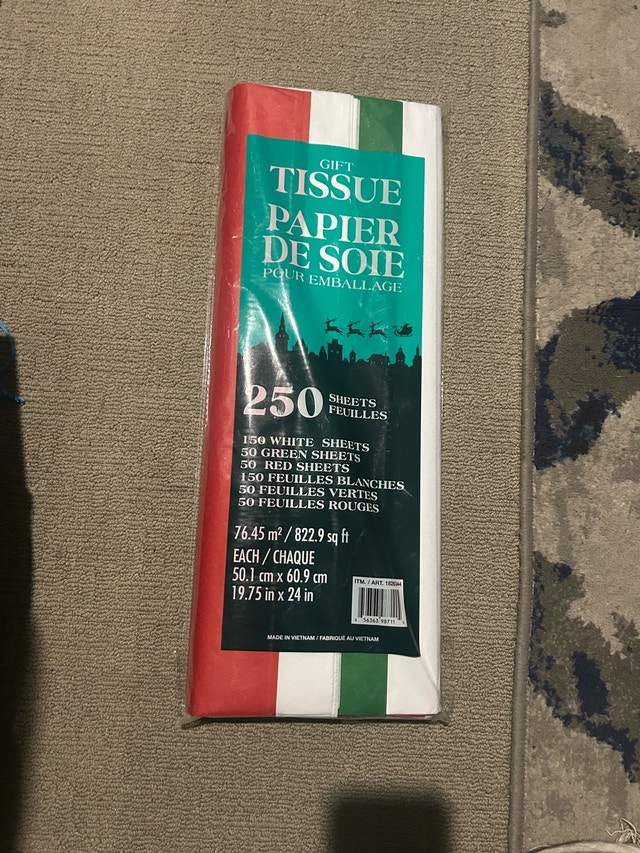 GIFT
TISSUE
PAPIER
DE SOIE
POUR EMBALLAGE
250 SHEETS
FEUILLES
150 WHITE SHEETS
50 GREEN SHEETS
50 RED SHEETS
150 FEUILLES BLANCHES
50 FEUILLES VERTES
50 FEUILLES ROUGES
76.45 m² / 822.9 sq ft
EACH / CHAQUE
50.1 cm x 60.9 cm
19.75 in x 24 in
ITM. / ART.
MADE IN VIETNAM / FABRIQUÉ AU VIETNAM